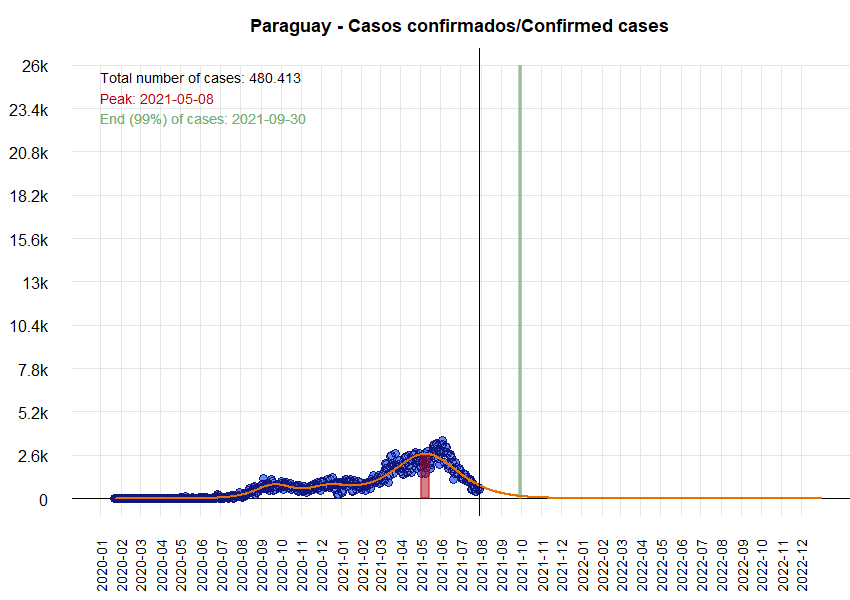 Paraguay - Casos confirmados/Confirmed cases
Total number of cases: 480.413
Peak: 2021-05-08
End (99%) of cases: 2021-09-30
26k
23.4k
20.8k
18.2k
15.6k
13k
10.4k
7.8k
5.2k
2.6k
0
2020-01
2020-02
2020-03
2020-04
2020-05
2020-06
2020-07
2020-08
2020-09
2020-10
2020-11
2020-12
2021-01
2021-02
2021-03
2021-04
2021-05
2021-06
2021-07
2021-08
2021-09
2021-10
2021-11
2021-12
2022-01
2022-02
2022-03
2022-04
2022-05
2022-06
2022-07
2022-08
2022-09
2022-10
2022-11
2022-12